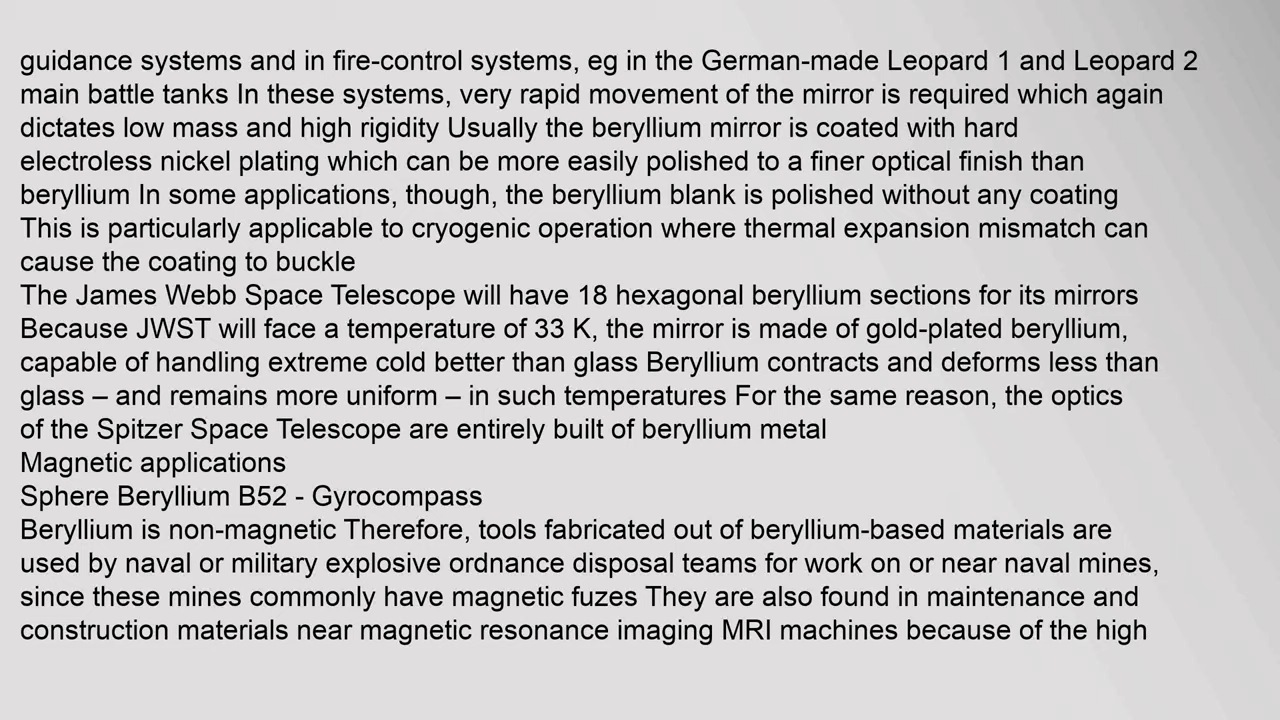 guidance systems and in fire-control systems, eg in the German-made Leopard 1 and Leopard 2
main battle tanks In these systems, very rapid movement of the mirror is required which again
dictates low mass and high rigidity Usually the beryllium mirror is coated with hard
electroless nickel plating which can be more easily polished to a finer optical finish than
beryllium In some applications, though, the beryllium blank is polished without any coating
This is particularly applicable to cryogenic operation where thermal expansion mismatch can
cause the coating to buckle
The James Webb Space Telescope will have 18 hexagonal beryllium sections for its mirrors
Because JWST will face a temperature of 33 K, the mirror is made of gold-plated beryllium,
capable of handling extreme cold better than glass Beryllium contracts and deforms less than
glass – and remains more uniform – in such temperatures For the same reason, the optics
of the Spitzer Space Telescope are entirely built of beryllium metal
Magnetic applications
Sphere Beryllium B52 - Gyrocompass
Beryllium is non-magnetic Therefore, tools fabricated out of beryllium-based materials are
used by naval or military explosive ordnance disposal teams for work on or near naval mines,
since these mines commonly have magnetic fuzes They are also found in maintenance and
construction materials near magnetic resonance imaging MRI machines because of the high